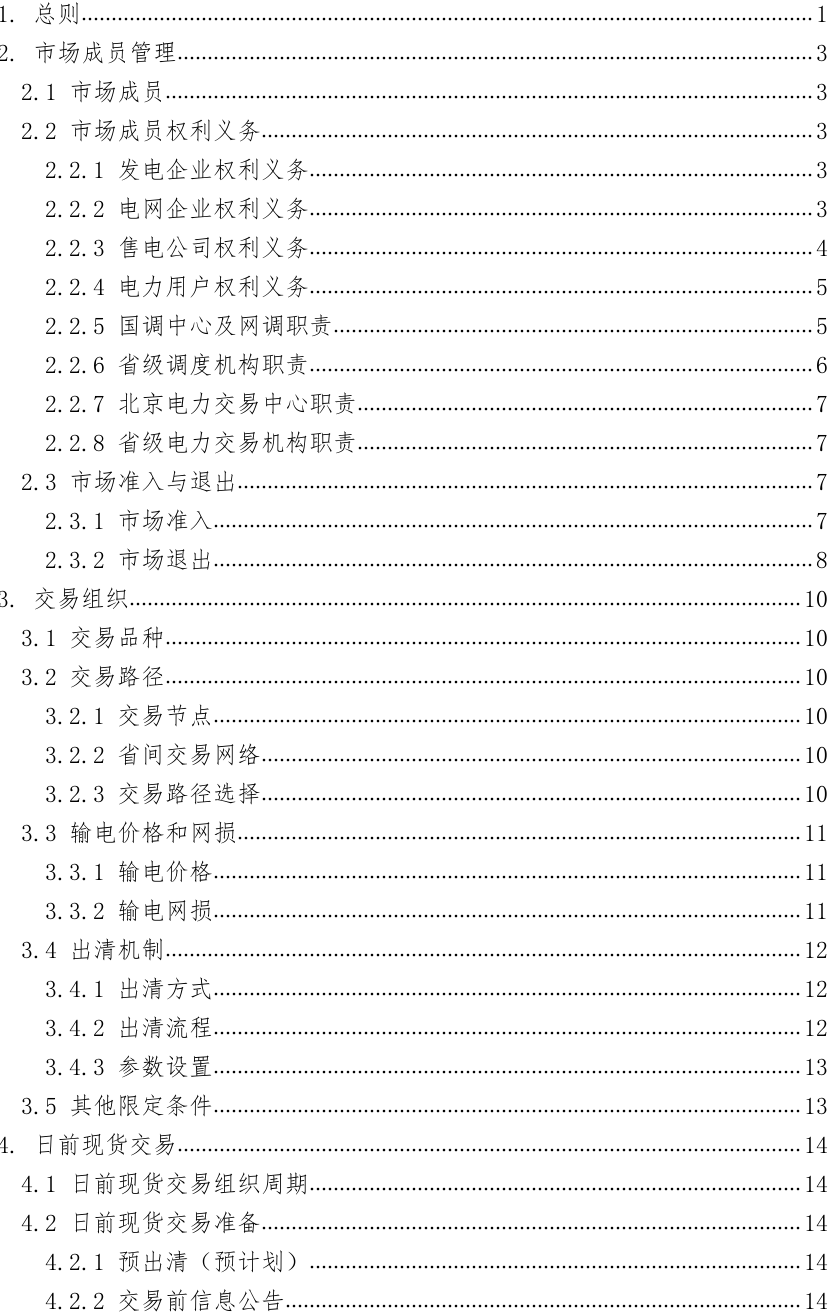 1. 总则........1
2. 市场成员管理........3
2.1 市场成员........3
2.2 市场成员权利义务........3
2.2.1 发电企业权利义务........3
2.2.2 电网企业权利义务........3
2.2.3 售电公司权利义务........4
2.2.4 电力用户权利义务........5
2.2.5 国调中心及网调职责........5
2.2.6 省级调度机构职责........6
2.2.7 北京电力交易中心职责........7
2.2.8 省级电力交易机构职责........7
2.3 市场准入与退出........7
2.3.1 市场准入........7
2.3.2 市场退出........8
3. 交易组织........10
3.1 交易品种........10
3.2 交易路径........10
3.2.1 交易节点........10
3.2.2 省间交易网络........10
3.2.3 交易路径选择........10
3.3 输电价格和网损........11
3.3.1 输电价格........11
3.3.2 输电网损........11
3.4 出清机制........12
3.4.1 出清方式........12
3.4.2 出清流程........12
3.4.3 参数设置........13
3.5 其他限定条件........13
4. 日前现货交易........14
4.1 日前现货交易组织周期........14
4.2 日前现货交易准备........14
4.2.1 预出清（预计划）........14
4.2.2 交易前信息公告........14